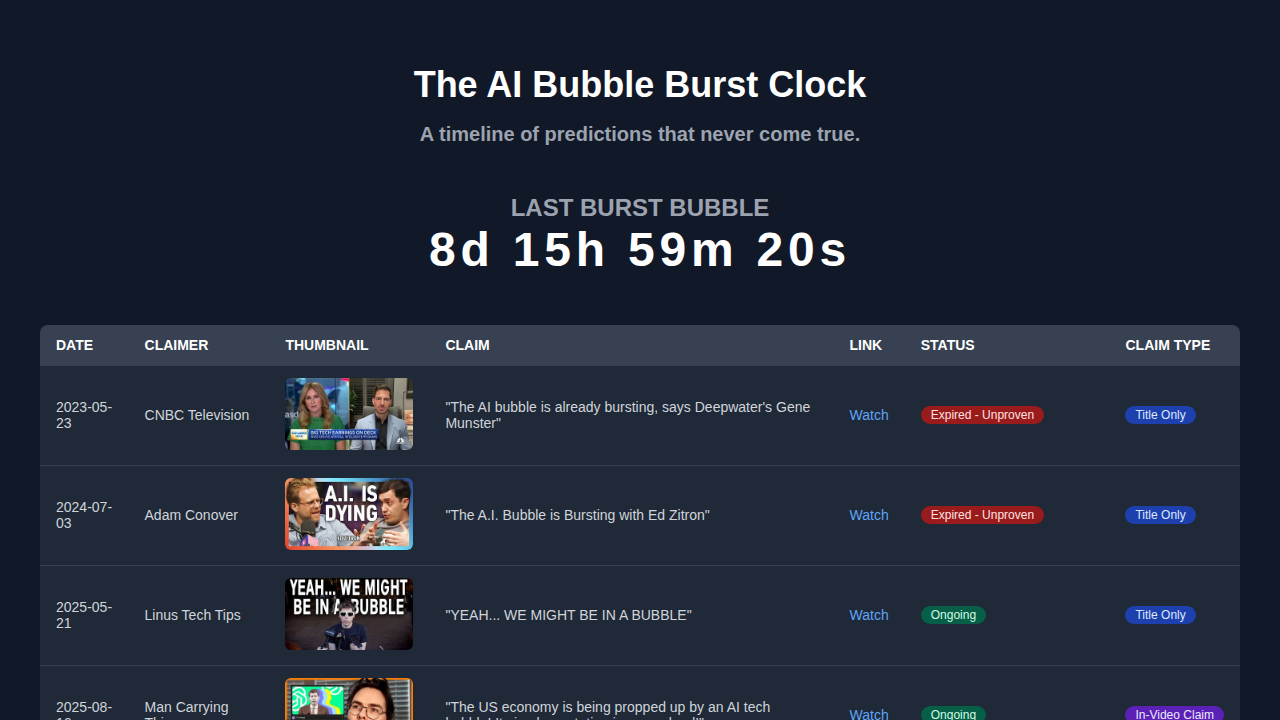 The AI Bubble Burst Clock
A timeline of predictions that never come true.
LAST BURST BUBBLE
8d 15h 59m 20s
DATE CLAIMER THUMBNAIL CLAIM LINK STATUS CLAIM TYPE
2023-05-
23
CNBC Television
BIG TECH EARNINGS ON DECK
"The AI bubble is already bursting, says Deepwater's Gene
Munster"
Watch
Expired - Unproven
Title Only
2024-07-
03
Adam Conover
A.I. IS
DYING
"The A.I. Bubble is Bursting with Ed Zitron"
Watch
Expired - Unproven
Title Only
2025-05-
21
Linus Tech Tips
YEAH... WE MIGHT
BE IN A BUBBLE
"YEAH... WE MIGHT BE IN A BUBBLE"
Watch
Ongoing
Title Only
2025-08-
Man Carrying
"The US economy is being propped up by an AI tech
Watch
Ongoing
In-Video Claim